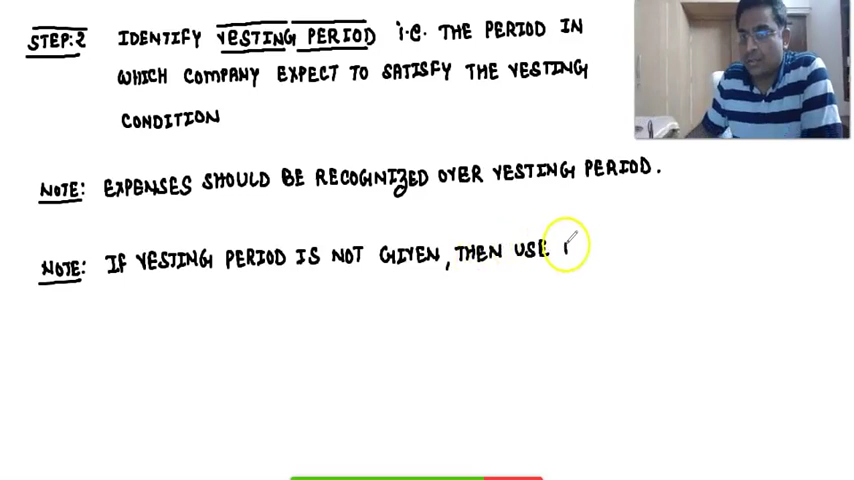 STEP:2 IDENTIFY VESTING PERIOD i.e. THE PERIOD IN
WHICH COMPANY EXPECT TO SATISFY THE VESTING
CONDITION
NOTE: EXPENSES SHOULD BE RECOGNIZED OVER VESTING PERIOD.
NOTE: IF VESTING PERIOD IS NOT GIVEN, THEN USE